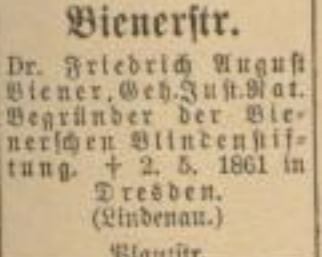 Bienerstr.
Dr. Friedrich August
Biener, Geh. Just. Rat.
Begründer der Bie-
nerschen Blindenstif-
tung. † 2. 5. 1861 in
Dresden.
(Lindenau.)